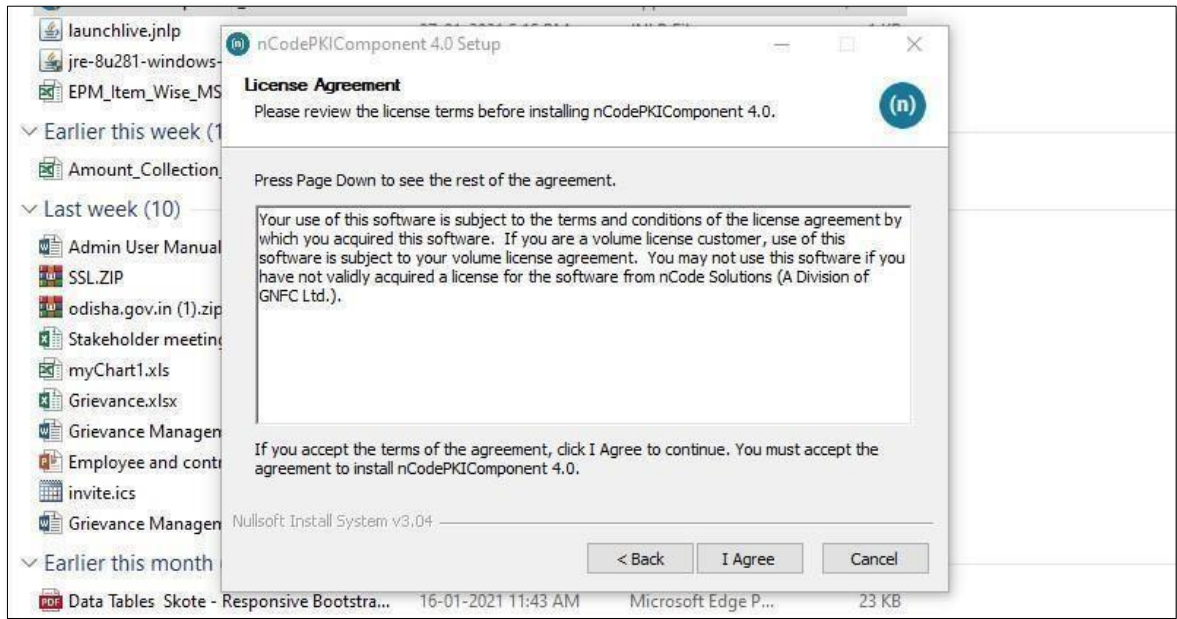 launchlive.jnlp
nCodePKIComponent 4.0 Setup
jre-8u281-windows-
License Agreement
EPM_Item_Wise_MS
Please review the license terms before installing nCodePKIComponent 4.0.
(n)
Earlier this week (1
Amount_Collection_
Press Page Down to see the rest of the agreement.
Last week (10)
Your use of this software is subject to the terms and conditions of the license agreement by
which you acquired this software. If you are a volume license customer, use of this
software is subject to your volume license agreement. You may not use this software if you
have not validly acquired a license for the software from nCode Solutions (A Division of
GNFC Ltd.).
Admin User Manual
SSL.ZIP
odisha.gov.in (1).zip
Stakeholder meeting
myChart1.xls
Grievance.xlsx
Grievance Managem
If you accept the terms of the agreement, click I Agree to continue. You must accept the
agreement to install nCodePKIComponent 4.0.
Employee and contr
invite.ics
Grievance Managem
Nullsoft Install System v3.04
< Back I Agree Cancel
Earlier this month
Data Tables Skote - Responsive Bootstra... 16-01-2021 11:43 AM Microsoft Edge P... 23 KB